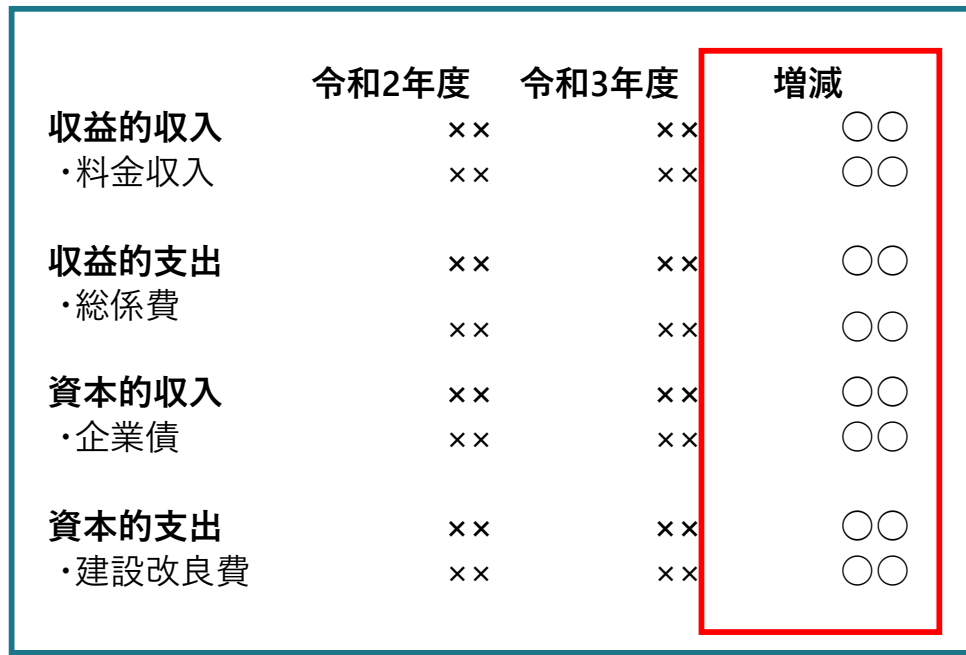 令和2年度 令和3年度 増減
収益的収入 ×× ×× ○○
・料金収入 ×× ×× ○○
収益的支出 ×× ×× ○○
・総係費 ×× ×× ○○
資本的収入 ×× ×× ○○
・企業債 ×× ×× ○○
資本的支出 ×× ×× ○○
・建設改良費 ×× ×× ○○